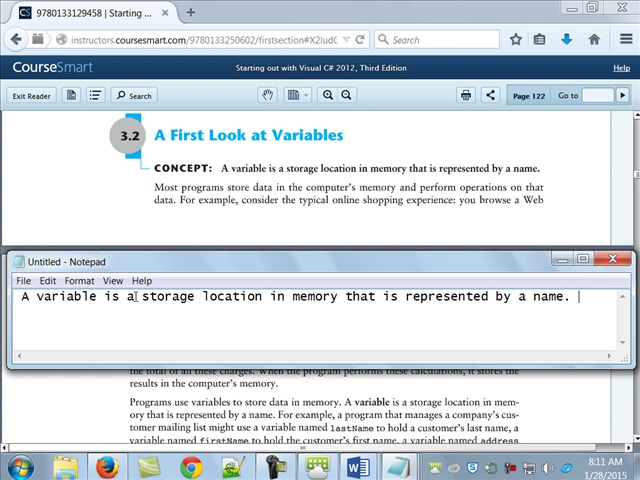 9780133129458 | Starting ...
instructors.coursesmart.com/9780133250602/firstsection#X2ludC
Search
CourseSmart
Starting out with Visual C# 2012, Third Edition
Help
Exit Reader
Search
Page 122
Go to
3.2 A First Look at Variables
CONCEPT: A variable is a storage location in memory that is represented by a name.
Most programs store data in the computer's memory and perform operations on that
data. For example, consider the typical online shopping experience: you browse a Web
Untitled - Notepad
File Edit Format View Help
A variable is a storage location in memory that is represented by a name.
the total of all these charges. When the program performs these calculations, it stores the
results in the computer's memory.
Programs use variables to store data in memory. A variable is a storage location in mem-
ory that is represented by a name. For example, a program that manages a company's cus-
tomer mailing list might use a variable named lastName to hold a customer's last name, a
variable named firstName to hold the customer's first name, a variable named address
8:11 AM
1/28/2015